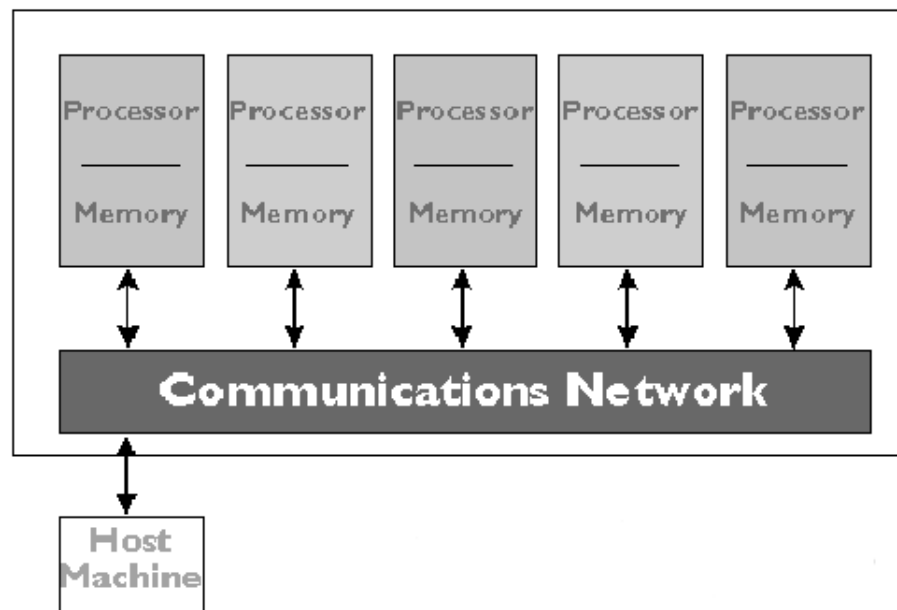 Processor
Memory
Processor
Memory
Processor
Memory
Processor
Memory
Processor
Memory
Communications Network
Host
Machine